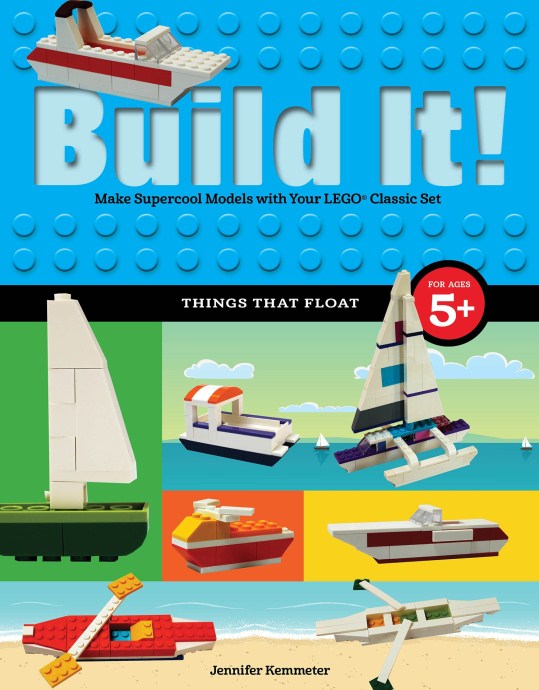 Build It!
Make Supercool Models with Your LEGO® Classic Set
THINGS THAT FLOAT
FOR AGES
5+
Jennifer Kemmeter